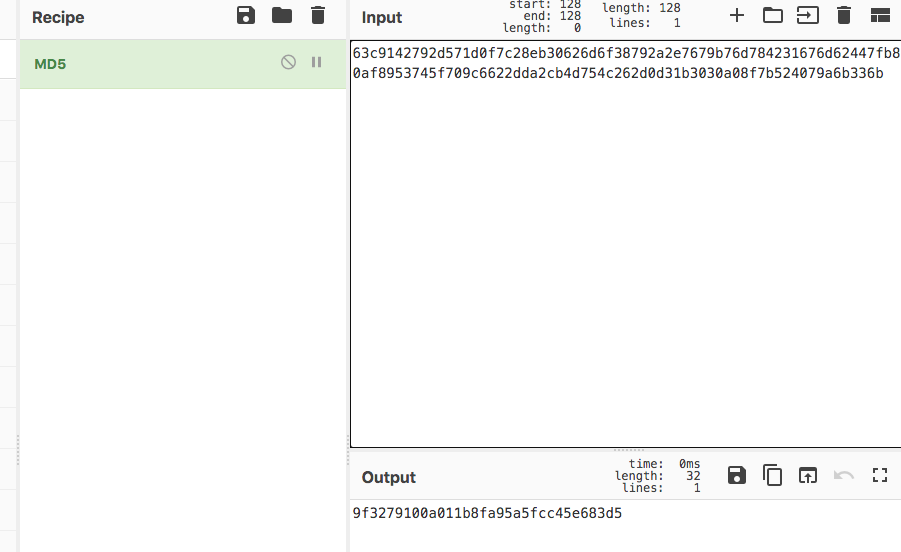 Recipe
MD5
Input
start: 128
end: 128
length: 0
length: 128
lines: 1
63c9142792d571d0f7c28eb30626d6f38792a2e7679b76d784231676d62447fb8
0af8953745f709c6622dda2cb4d754c262d0d31b3030a08f7b524079a6b336b
Output
time: 0ms
length: 32
lines: 1
9f3279100a011b8fa95a5fcc45e683d5